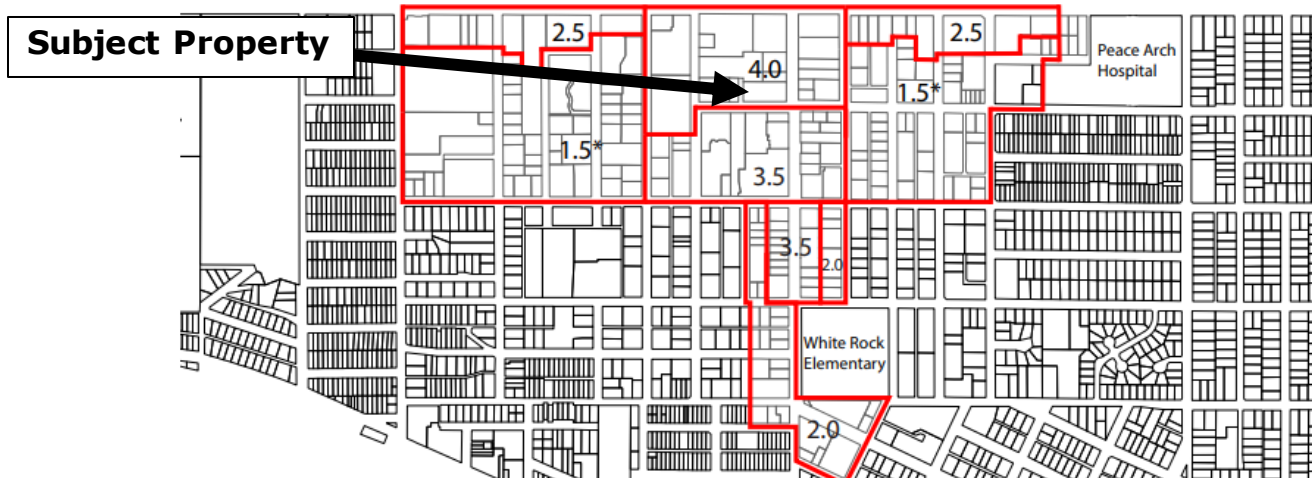 Subject Property
2.5
4.0
2.5
Peace Arch
Hospital
1.5*
1.5*
3.5
3.5
2.0
White Rock
Elementary
2.0